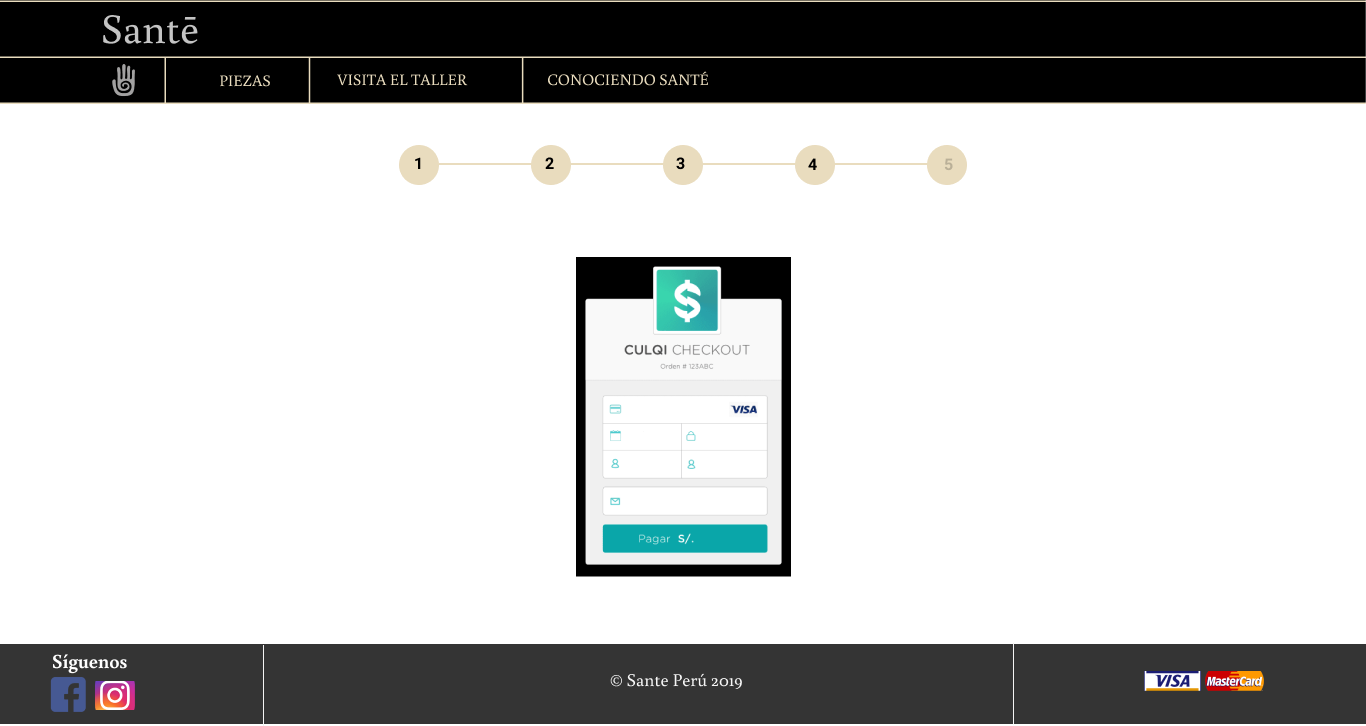 Santē
PIEZAS
VISITA EL TALLER
CONOCIENDO SANTÉ
1
2
3
4
5
$
CULQI CHECKOUT
Orden # 123ABC
VISA
Pagar S/.
Síguenos
© Sante Perú 2019
VISA
MasterCard